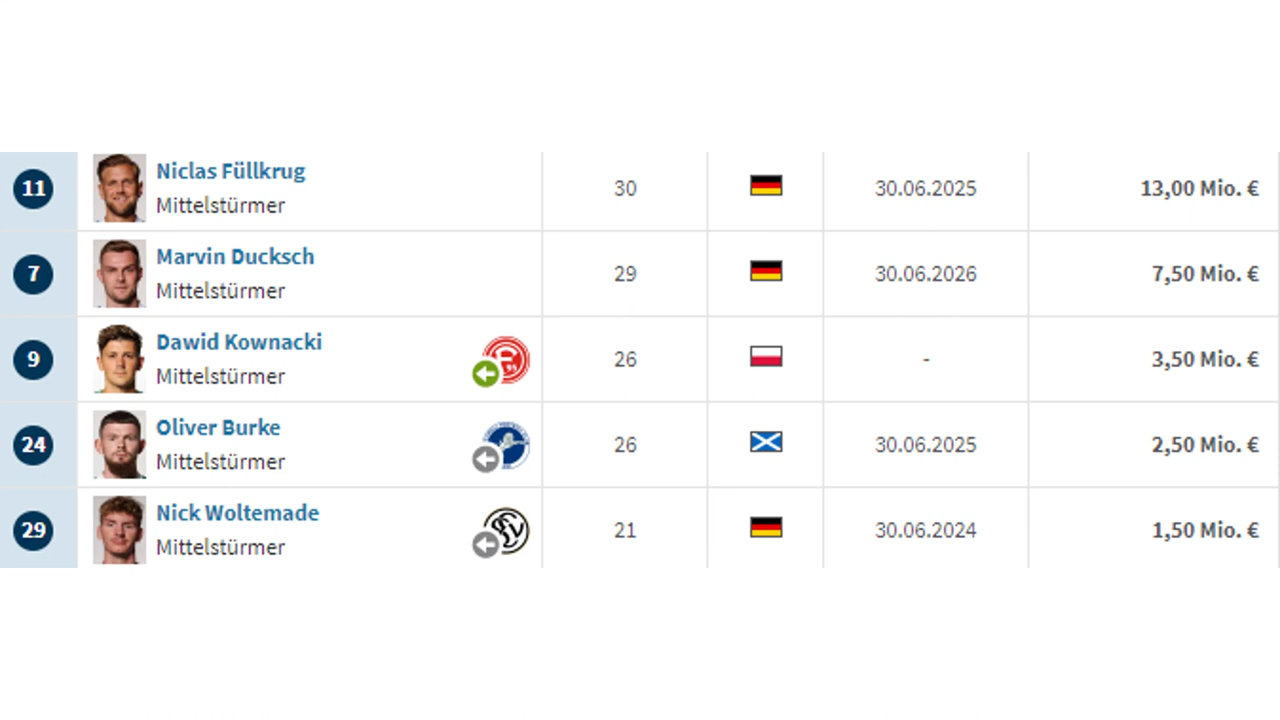 11 Niclas Füllkrug 30 30.06.2025 13,00 Mio. €
Mittelstürmer
7 Marvin Ducksch 29 30.06.2026 7,50 Mio. €
Mittelstürmer
9 Dawid Kownacki 26 - 3,50 Mio. €
Mittelstürmer
24 Oliver Burke 26 30.06.2025 2,50 Mio. €
Mittelstürmer
29 Nick Woltemade 21 30.06.2024 1,50 Mio. €
Mittelstürmer